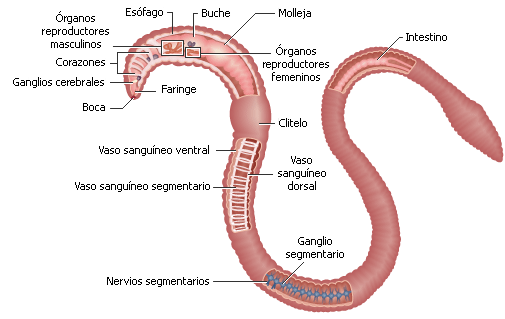 Esófago
Buche
Molleja
Órganos
reproductores
masculinos
Corazones
Ganglios cerebrales
Boca
Faringe
Órganos
reproductores
femeninos
Intestino
Clitelo
Vaso sanguíneo ventral
Vaso
sanguíneo
dorsal
Vaso sanguíneo segmentario
Ganglio
segmentario
Nervios segmentarios